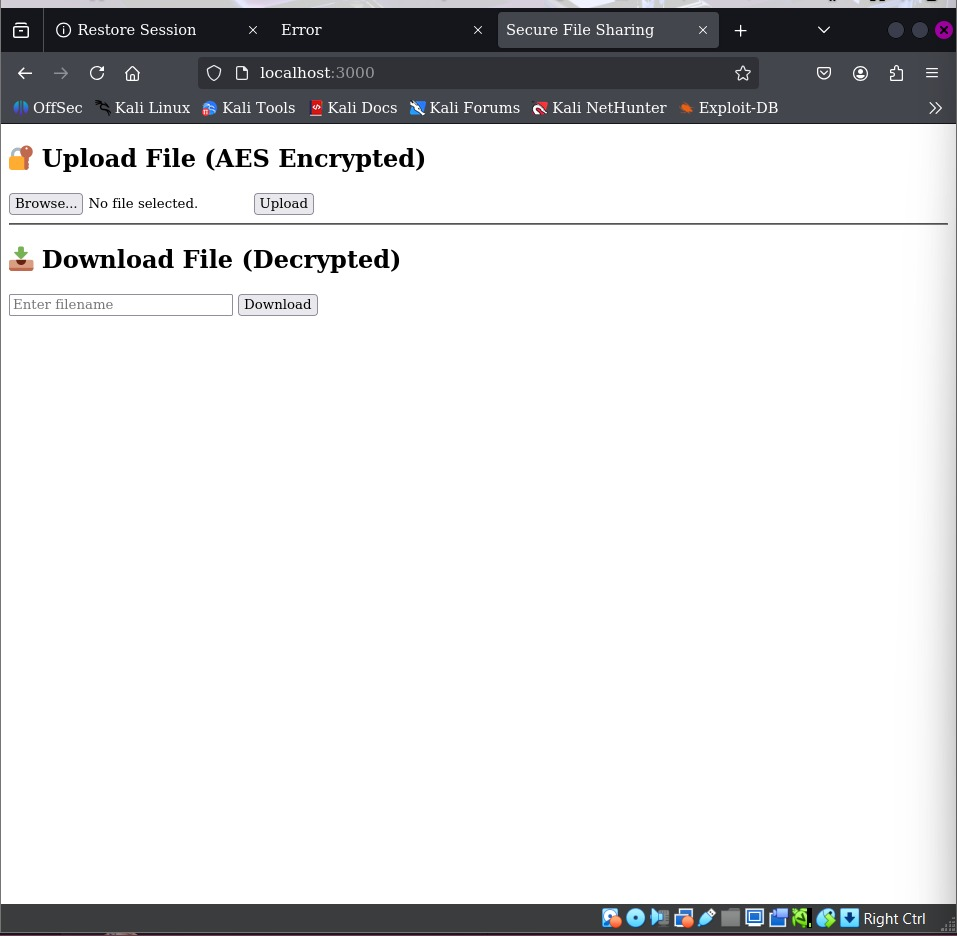 Restore Session
Error
Secure File Sharing
localhost:3000
OffSec Kali Linux Kali Tools Kali Docs Kali Forums Kali NetHunter Exploit-DB
Upload File (AES Encrypted)
Browse... No file selected. Upload
Download File (Decrypted)
Enter filename Download
Right Ctrl